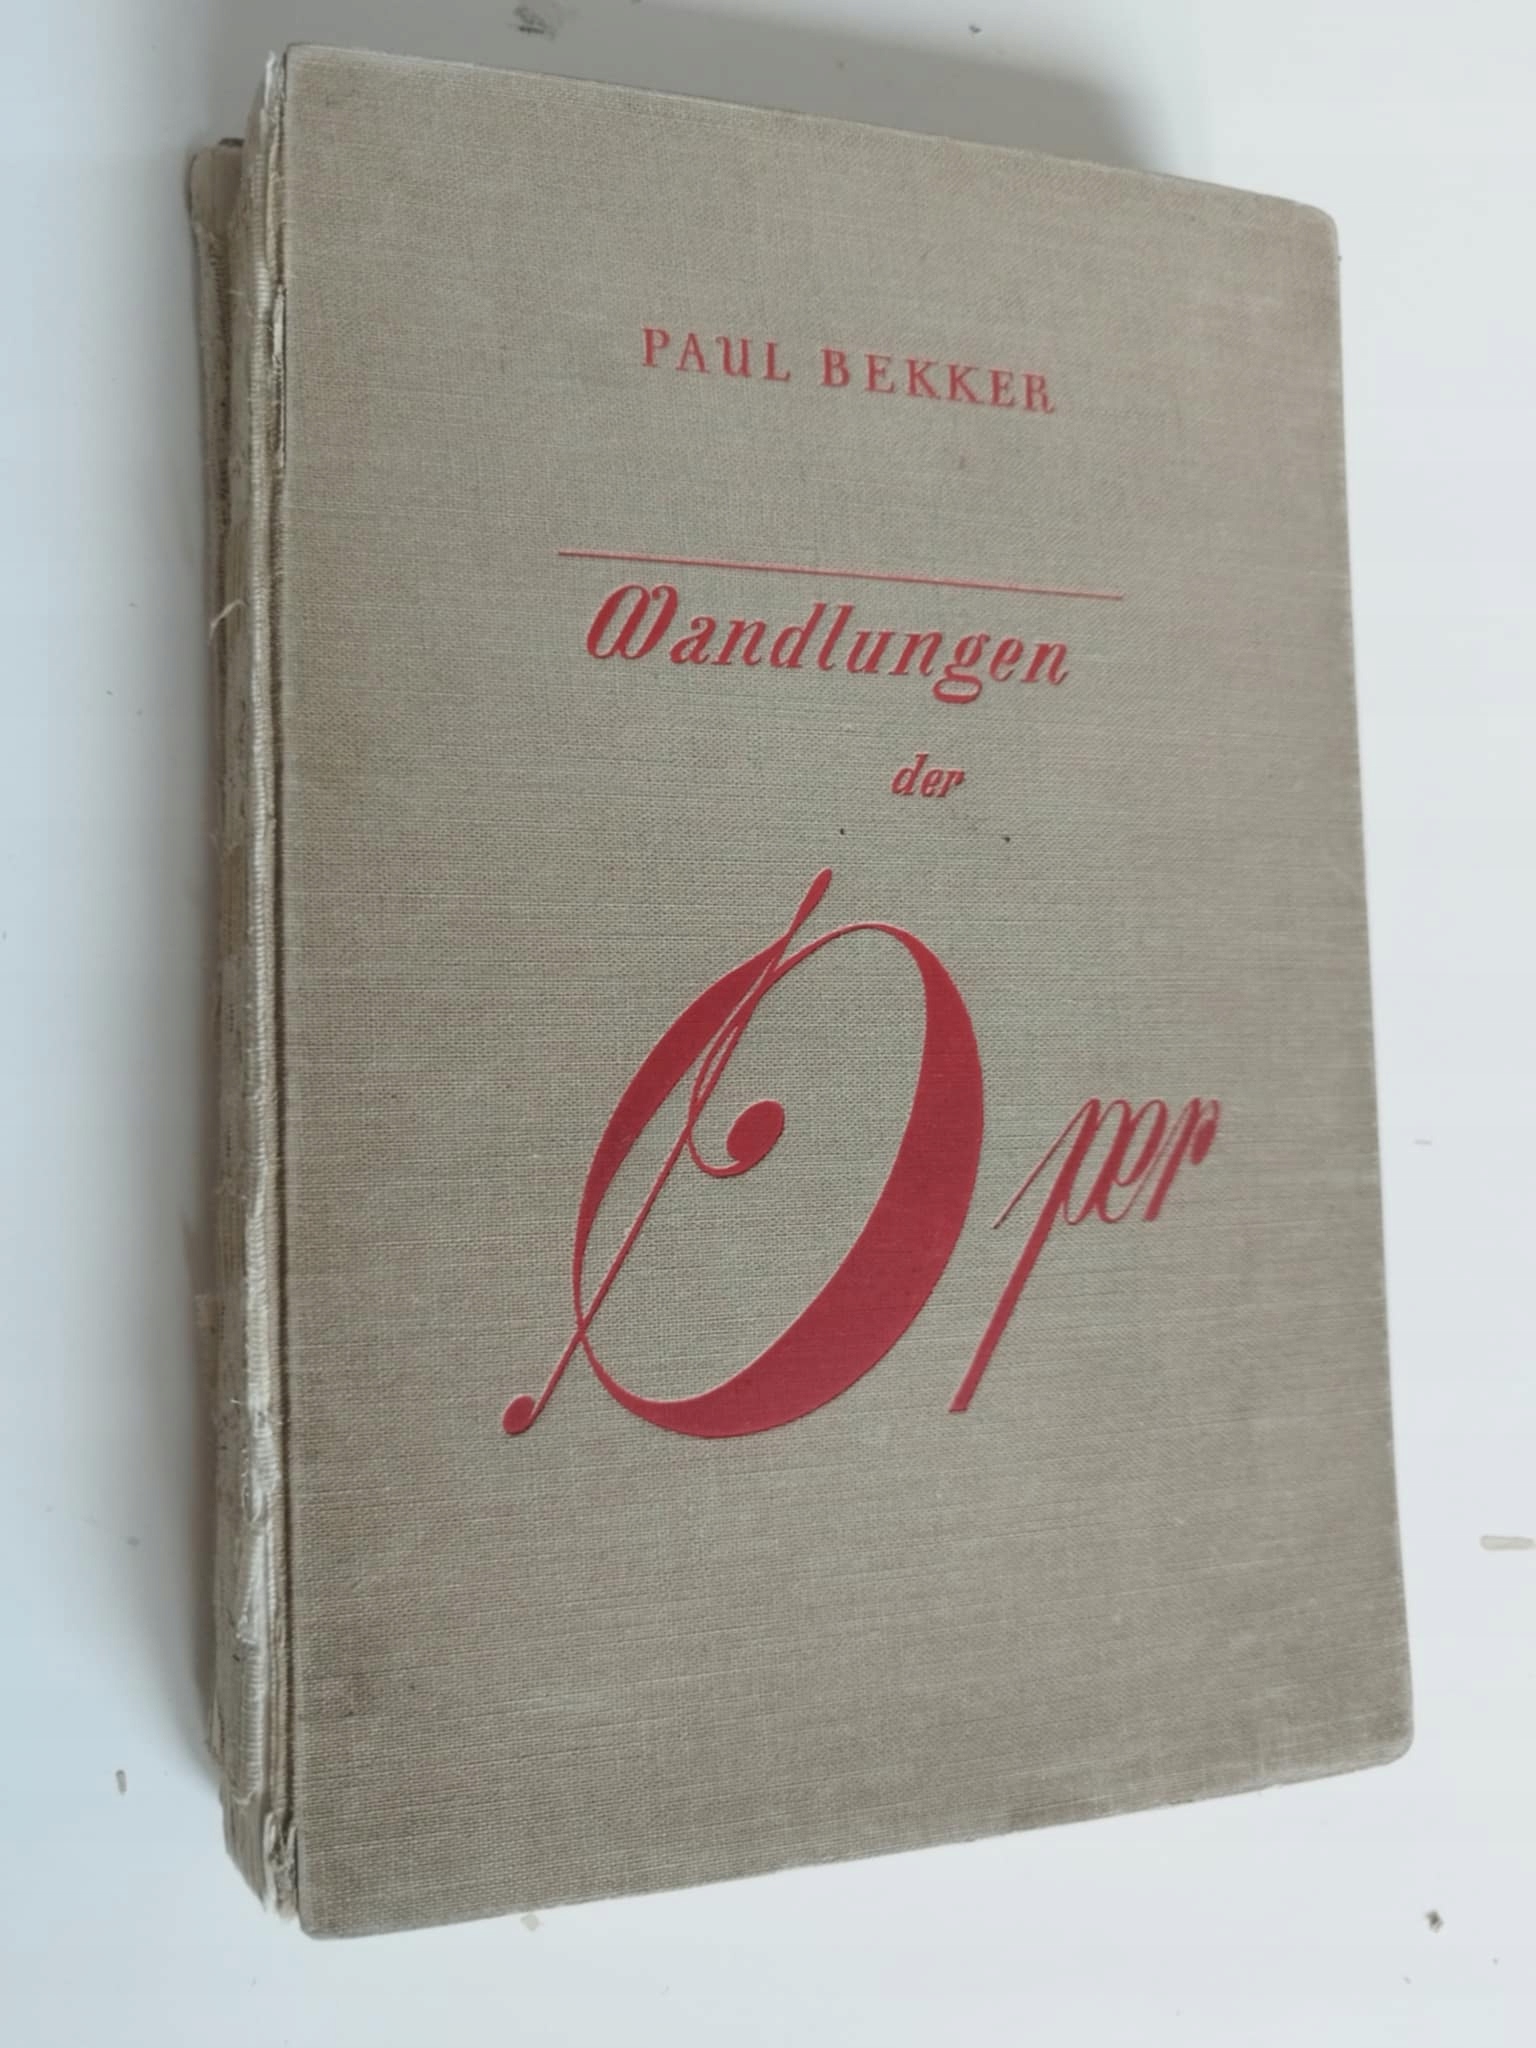 PAUL BEKKER
Wandlungen
der
Oper